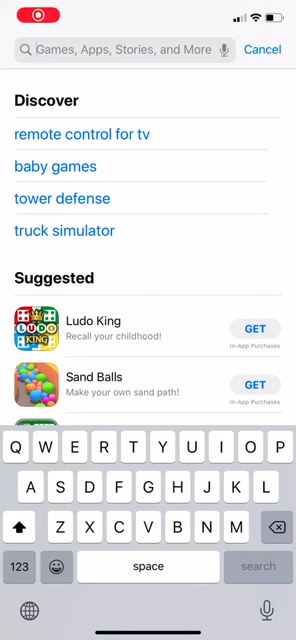 Games, Apps, Stories, and More
Cancel
Discover
remote control for tv
baby games
tower defense
truck simulator
Suggested
LUDO
KING
Ludo King
Recall your childhood!
GET
In-App Purchases
Sand Balls
Make your own sand path!
GET
In-App Purchases
Q W E R T Y U I O P
A S D F G H J K L
Z X C V B N M
123 space search